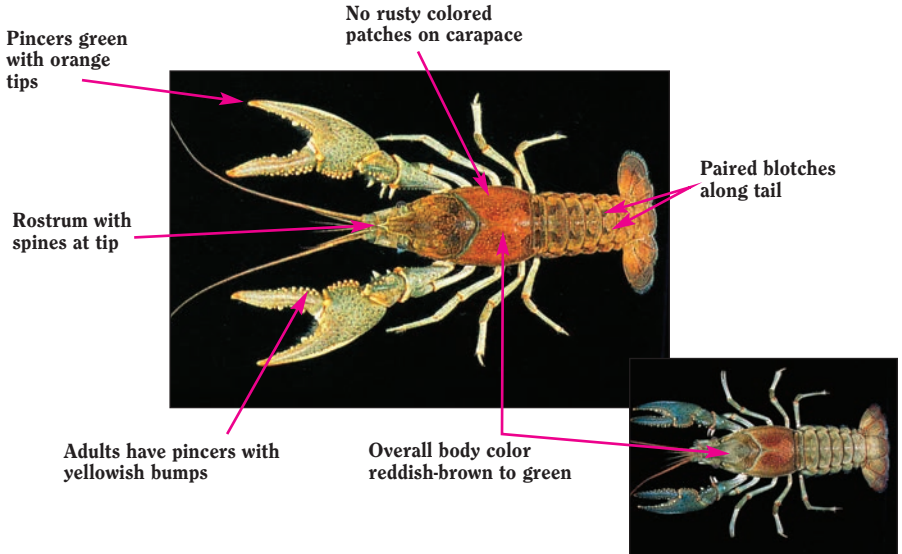 No rusty colored
patches on carapace
Pincers green
with orange
tips
Paired blotches
along tail
Rostrum with
spines at tip
Adults have pincers with
yellowish bumps
Overall body color
reddish-brown to green